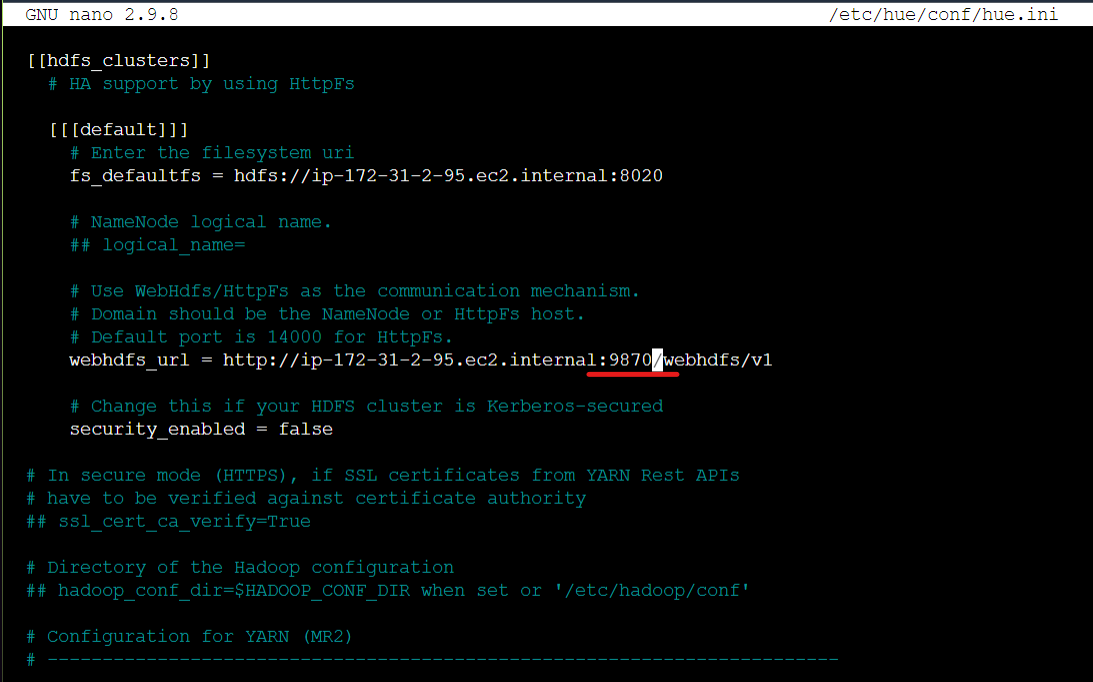 GNU nano 2.9.8 /etc/hue/conf/hue.ini
[[hdfs_clusters]]
# HA support by using HttpFs
[[[default]]]
# Enter the filesystem uri
fs_defaultfs = hdfs://ip-172-31-2-95.ec2.internal:8020
# NameNode logical name.
## logical_name=
# Use WebHdfs/HttpFs as the communication mechanism.
# Domain should be the NameNode or HttpFs host.
# Default port is 14000 for HttpFs.
webhdfs_url = http://ip-172-31-2-95.ec2.internal:9870/webhdfs/v1
# Change this if your HDFS cluster is Kerberos-secured
security_enabled = false
# In secure mode (HTTPS), if SSL certificates from YARN Rest APIs
# have to be verified against certificate authority
## ssl_cert_ca_verify=True
# Directory of the Hadoop configuration
## hadoop_conf_dir=$HADOOP_CONF_DIR when set or '/etc/hadoop/conf'
# Configuration for YARN (MR2)
# ------------------------------------------------------------------------